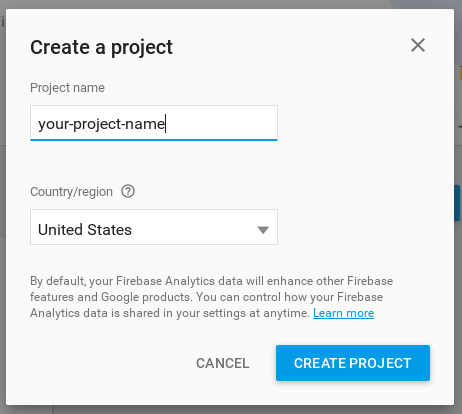 Create a project
Project name
your-project-name
Country/region
United States
By default, your Firebase Analytics data will enhance other Firebase
features and Google products. You can control how your Firebase
Analytics data is shared in your settings at anytime. Learn more
CANCEL CREATE PROJECT